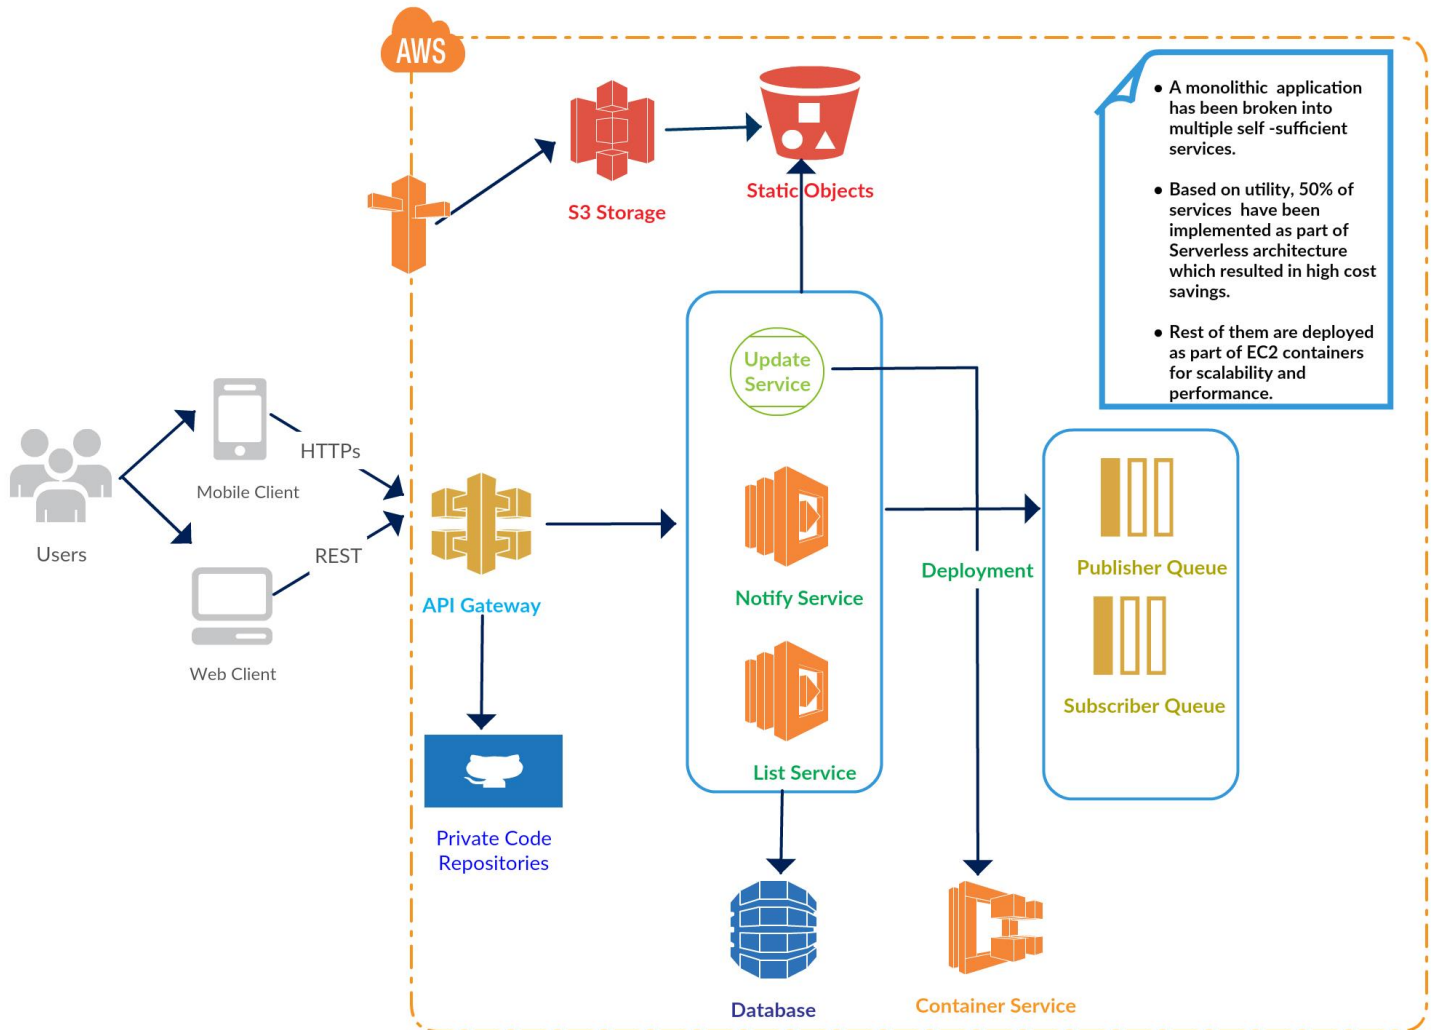 AWS
● A monolithic application
has been broken into
multiple self -sufficient
services.
● Based on utility, 50% of
services have been
implemented as part of
Serverless architecture
which resulted in high cost
savings.
● Rest of them are deployed
as part of EC2 containers
for scalability and
performance.
S3 Storage
Static Objects
Update
Service
Users
Mobile Client
HTTPs
REST
Web Client
API Gateway
Notify Service
Deployment
Publisher Queue
Subscriber Queue
List Service
Private Code
Repositories
Database
Container Service